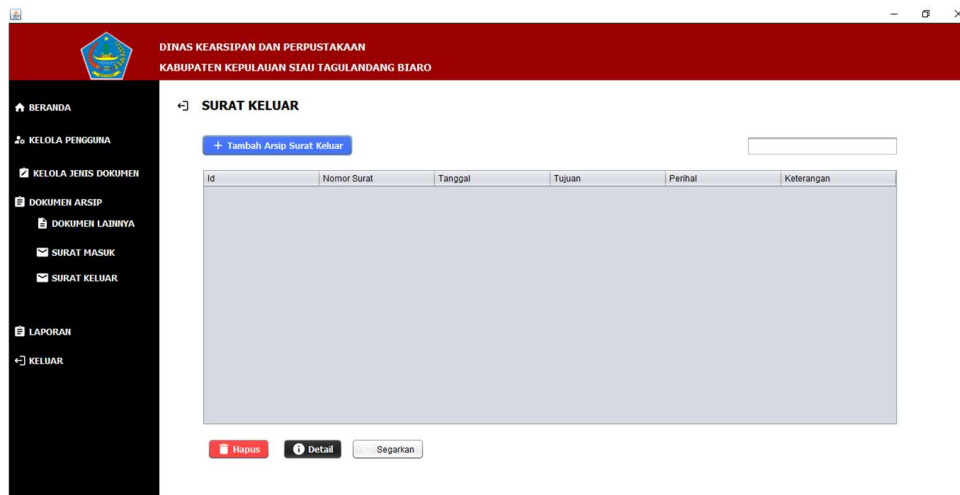 DINAS KEARSIPAN DAN PERPUSTAKAAN
KABUPATEN KEPULAUAN SIAU TAGULANDANG BIARO
BERANDA
KELOLA PENGGUNA
KELOLA JENIS DOKUMEN
DOKUMEN ARSIP
DOKUMEN LAINNYA
SURAT MASUK
SURAT KELUAR
LAPORAN
KELUAR
SURAT KELUAR
+ Tambah Arsip Surat Keluar
Id Nomor Surat Tanggal Tujuan Perihal Keterangan
Hapus Detail Segarkan